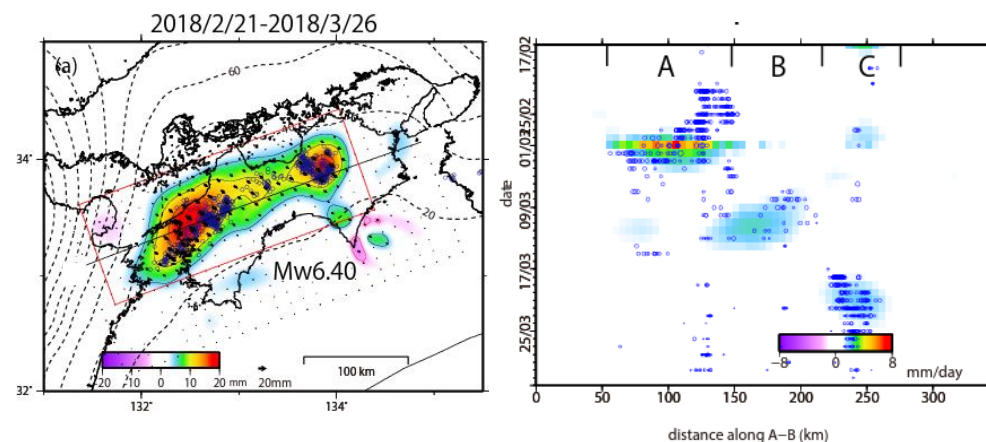 2018/2/21-2018/3/26
(a)
60
20
34˚
32˚
132˚
134˚
Mw6.40
20 10 0 10 20 mm
20mm
100 km
A B C
date
17/02
25/02
01/03
09/03
17/03
25/03
0 50 100 150 200 250 300
-8 0 8
mm/day
distance along A-B (km)